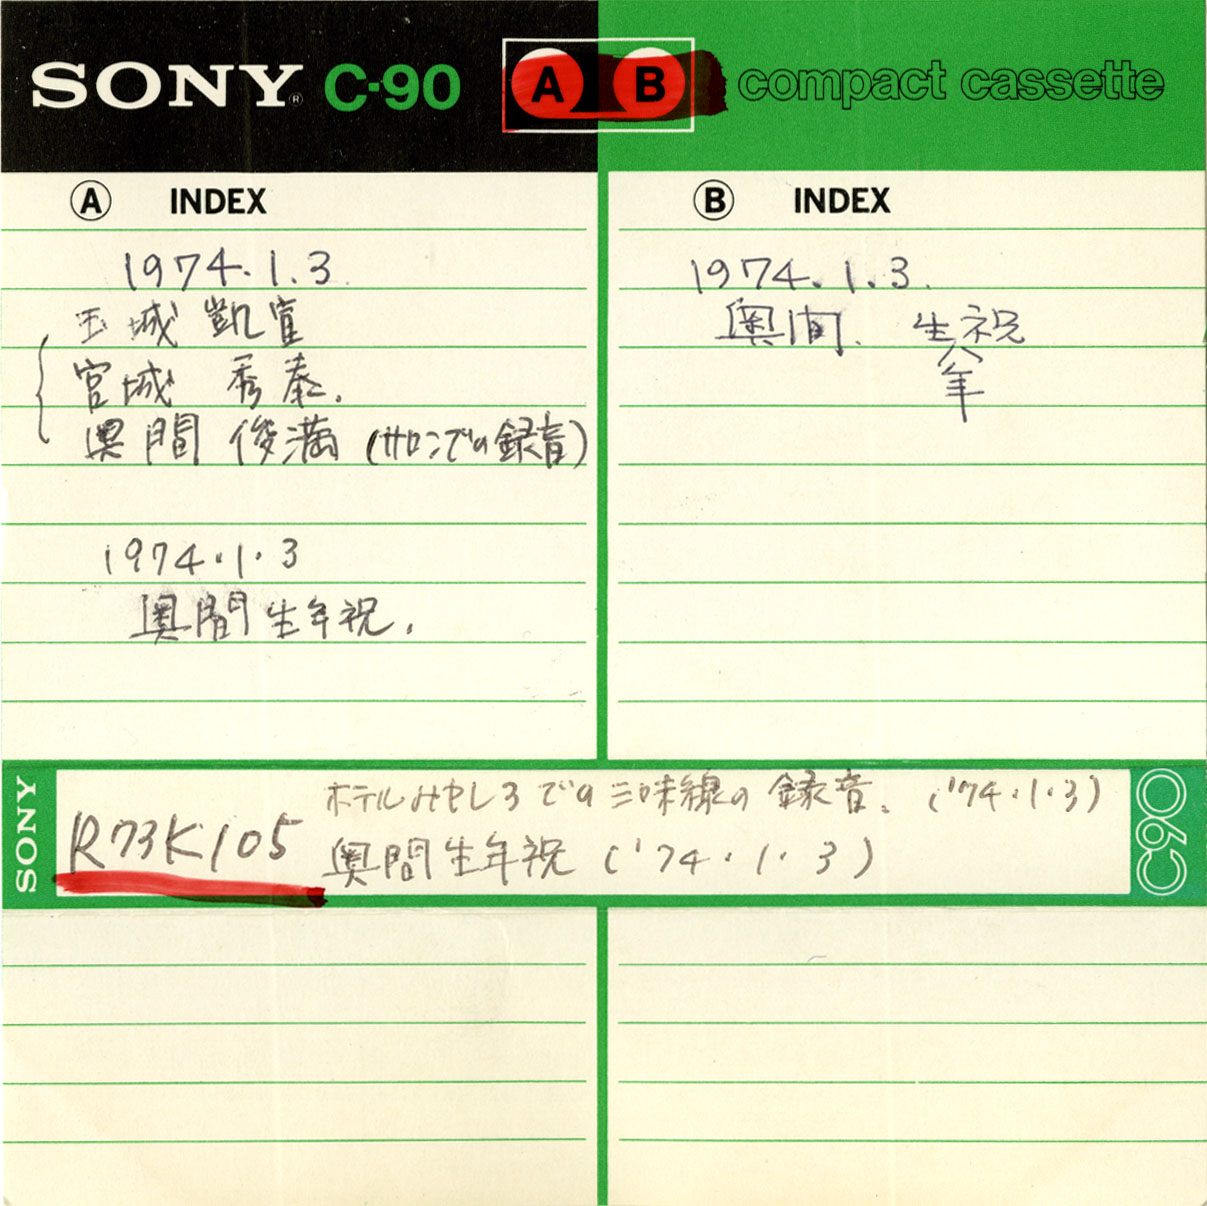 SONY® C-90 A B compact cassette
A INDEX
1974.1.3
玉城 凱宣
宮城 秀泰.
奥間 俊満 (サロンでの録音)
1974.1.3
奥間生年祝.
B INDEX
1974.1.3.
奥間. 生祝
年
SONY
R73K105
ホテルみやしろでの三味線の録音. ('74.1.3)
奥間生年祝 ('74.1.3)
C90